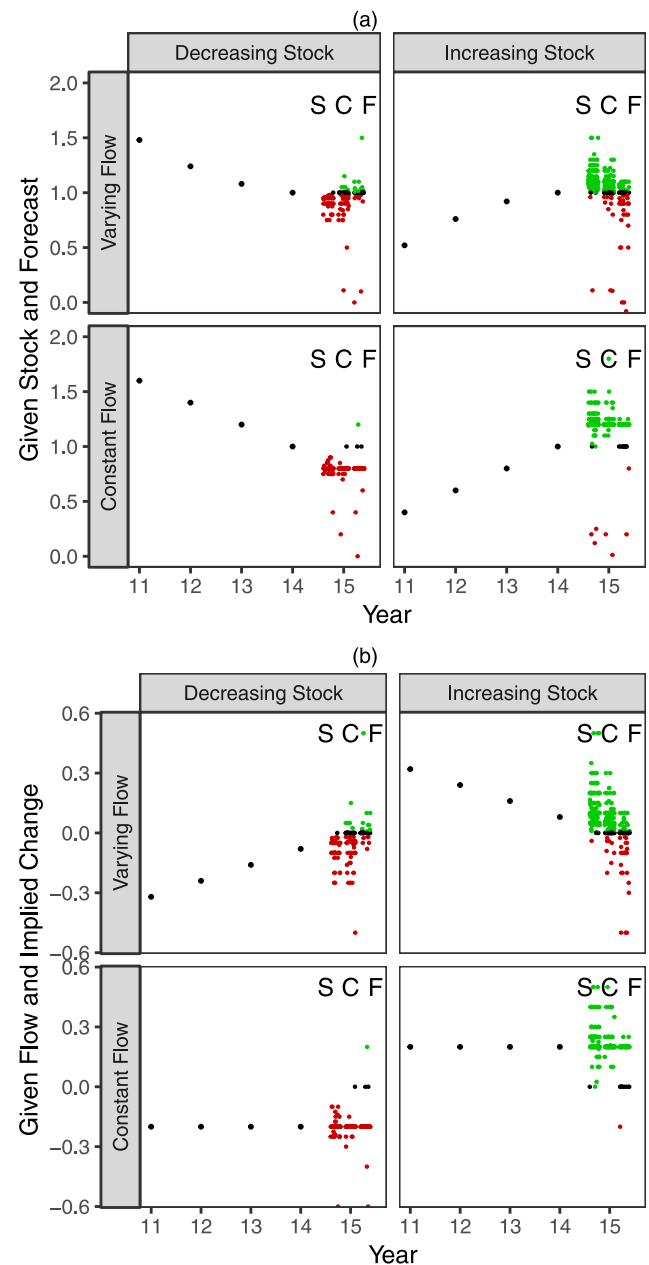 (a)
Decreasing Stock
Increasing Stock
Given Stock and Forecast
Varying Flow
2.0
1.5
1.0
0.5
0.0
S C F
S C F
Constant Flow
2.0
1.5
1.0
0.5
0.0
S C F
S C F
11 12 13 14 15
11 12 13 14 15
Year
(b)
Decreasing Stock
Increasing Stock
Given Flow and Implied Change
Varying Flow
0.6
0.3
0.0
−0.3
−0.6
S C F
S C F
Constant Flow
0.6
0.3
0.0
−0.3
−0.6
S C F
S C F
11 12 13 14 15
11 12 13 14 15
Year